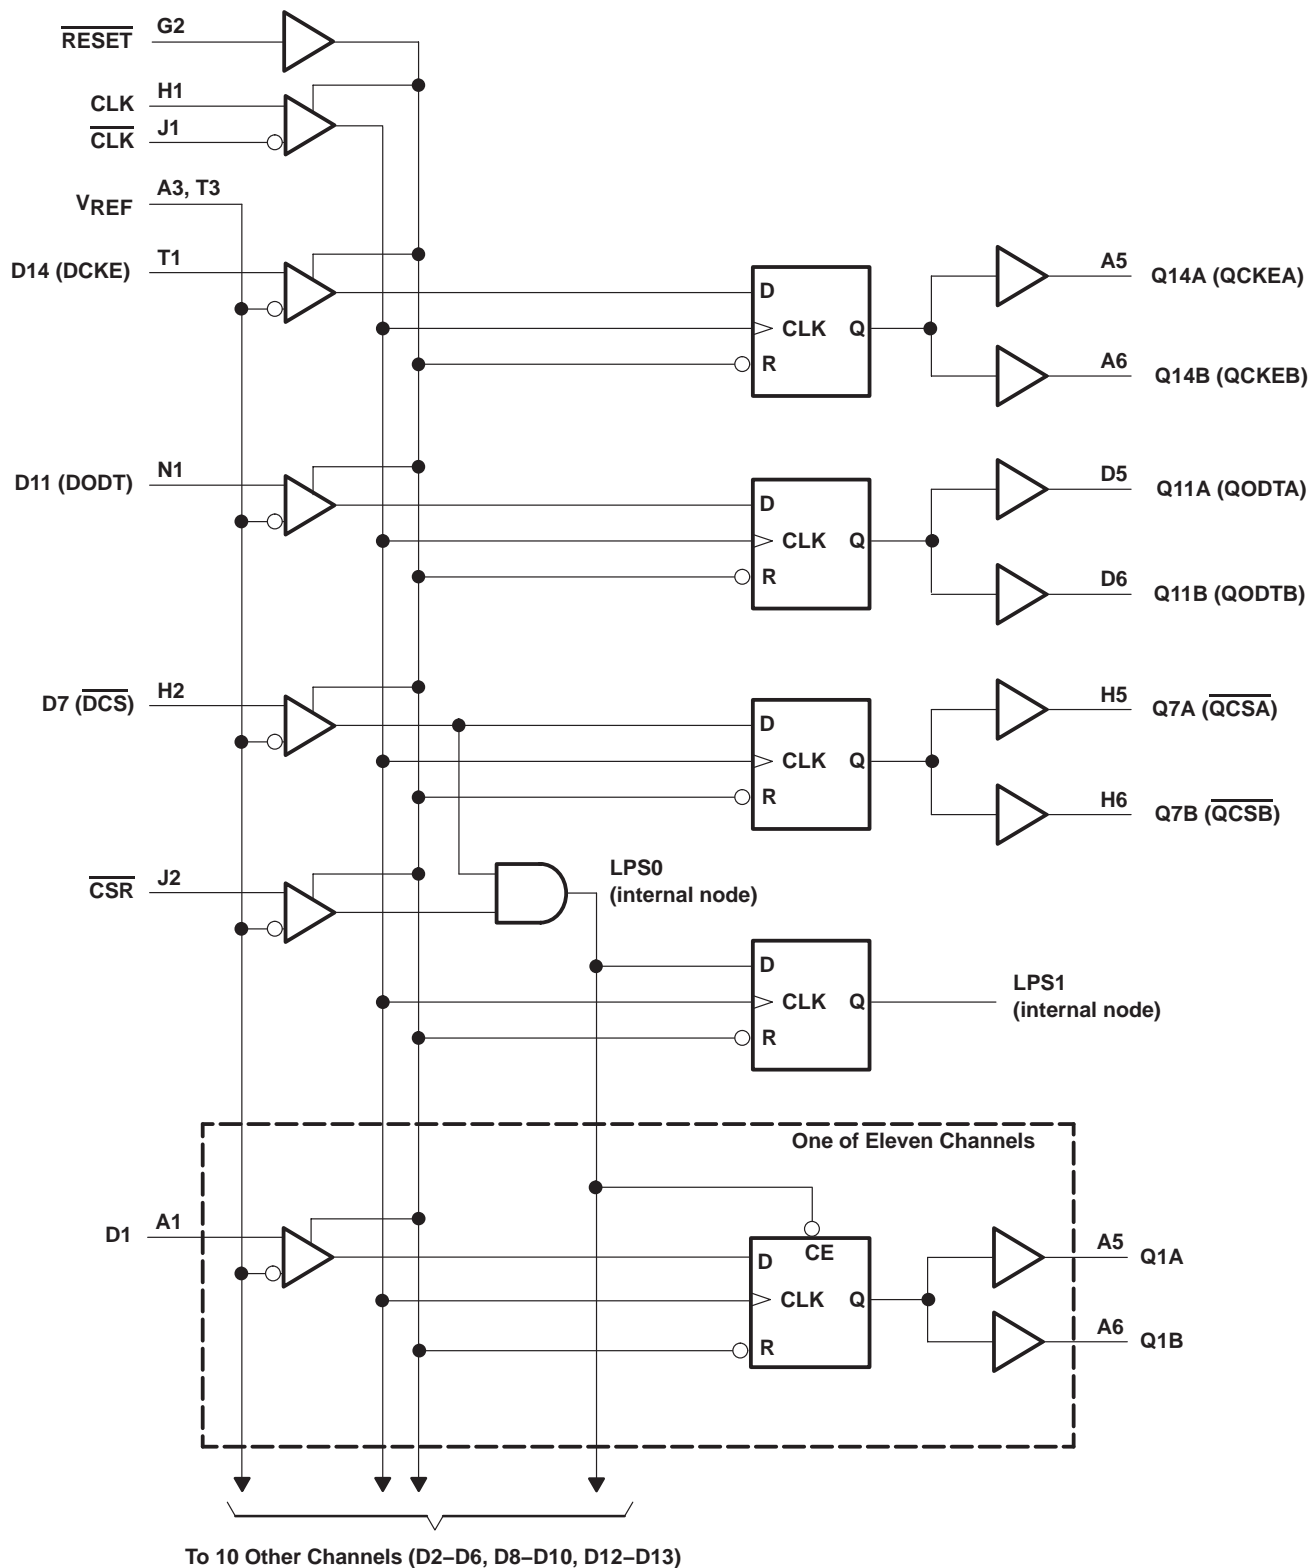 RESET G2
CLK H1
CLK J1
VREF A3, T3
D14 (DCKE) T1
D CLK Q R
A5 Q14A (QCKEA)
A6 Q14B (QCKEB)
D11 (DODT) N1
D CLK Q R
D5 Q11A (QODTA)
D6 Q11B (QODTB)
D7 (DCS) H2
D CLK Q R
H5 Q7A (QCSA)
H6 Q7B (QCSB)
CSR J2
LPS0
(internal node)
D CLK Q R
LPS1
(internal node)
One of Eleven Channels
D1 A1
CE
D CLK Q R
A5 Q1A
A6 Q1B
To 10 Other Channels (D2–D6, D8–D10, D12–D13)